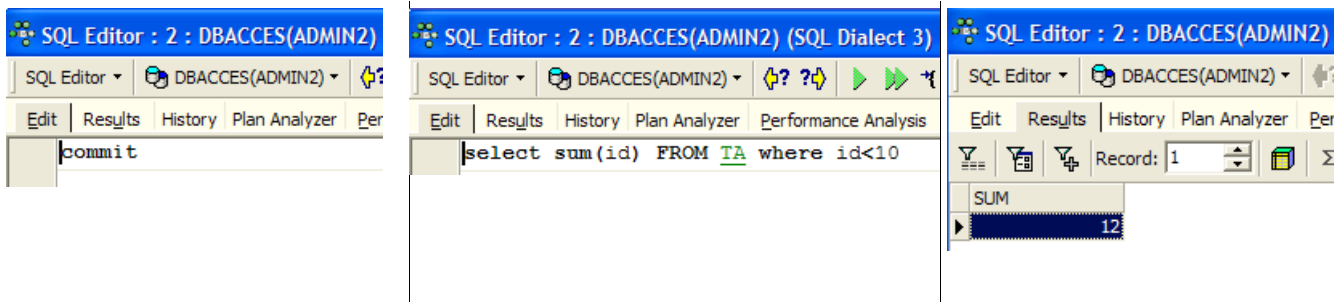 SQL Editor : 2 : DBACCES(ADMIN2)
SQL Editor DBACCES(ADMIN2)
Edit Results History Plan Analyzer
commit
SQL Editor : 2 : DBACCES(ADMIN2) (SQL Dialect 3)
SQL Editor DBACCES(ADMIN2) ? ?
Edit Results History Plan Analyzer Performance Analysis
select sum(id) FROM TA where id<10
SQL Editor : 2 : DBACCES(ADMIN2)
SQL Editor DBACCES(ADMIN2)
Edit Results History Plan Analyzer
Record: 1 Σ
SUM
12